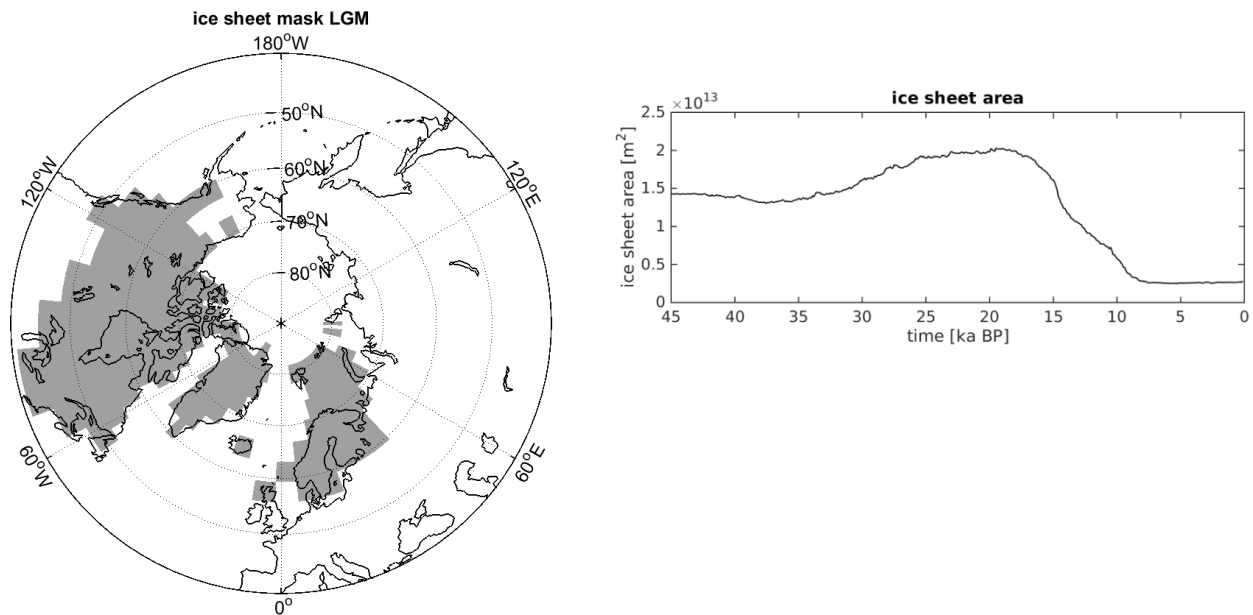 ice sheet mask LGM
180°W
50°N
60°N
70°N
80°N
120°W
120°E
60°W
60°E
0°
ice sheet area
×10^13
ice sheet area [m²]
2.5
2
1.5
1
0.5
0
45 40 35 30 25 20 15 10 5 0
time [ka BP]